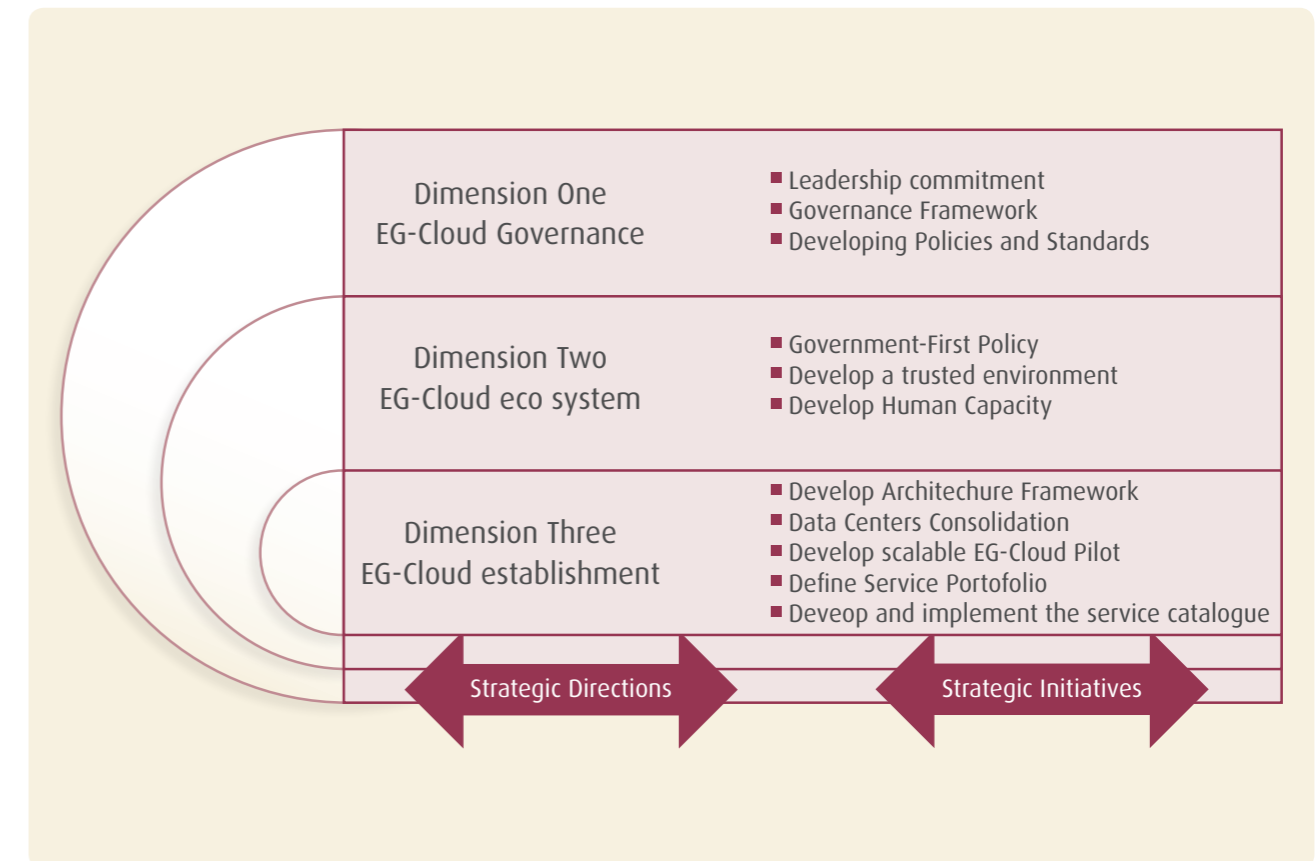 Dimension One
EG-Cloud Governance
■ Leadership commitment
■ Governance Framework
■ Developing Policies and Standards
Dimension Two
EG-Cloud eco system
■ Government-First Policy
■ Develop a trusted environment
■ Develop Human Capacity
Dimension Three
EG-Cloud establishment
■ Develop Architechure Framework
■ Data Centers Consolidation
■ Develop scalable EG-Cloud Pilot
■ Define Service Portofolio
■ Deveop and implement the service catalogue
Strategic Directions
Strategic Initiatives